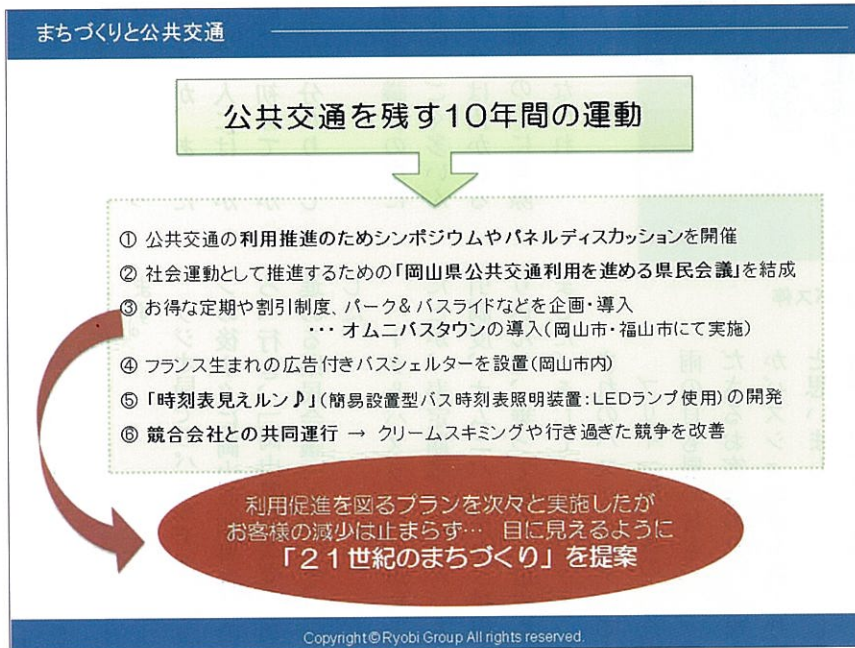 まちづくりと公共交通
公共交通を残す10年間の運動
① 公共交通の利用推進のためシンポジウムやパネルディスカッションを開催
② 社会運動として推進するための「岡山県公共交通利用を進める県民会議」を結成
③ お得な定期や割引制度、パーク&バスライドなどを企画・導入
・・・ オムニバスタウンの導入(岡山市・福山市にて実施)
④ フランス生まれの広告付きバスシェルターを設置(岡山市内)
⑤ 「時刻表見えルン♪」(簡易設置型バス時刻表照明装置:LEDランプ使用)の開発
⑥ 競合会社との共同運行 → クリームスキミングや行き過ぎた競争を改善
利用促進を図るプランを次々と実施したが
お客様の減少は止まらず… 目に見えるように
「21世紀のまちづくり」を提案
Copyright©Ryobi Group All rights reserved.